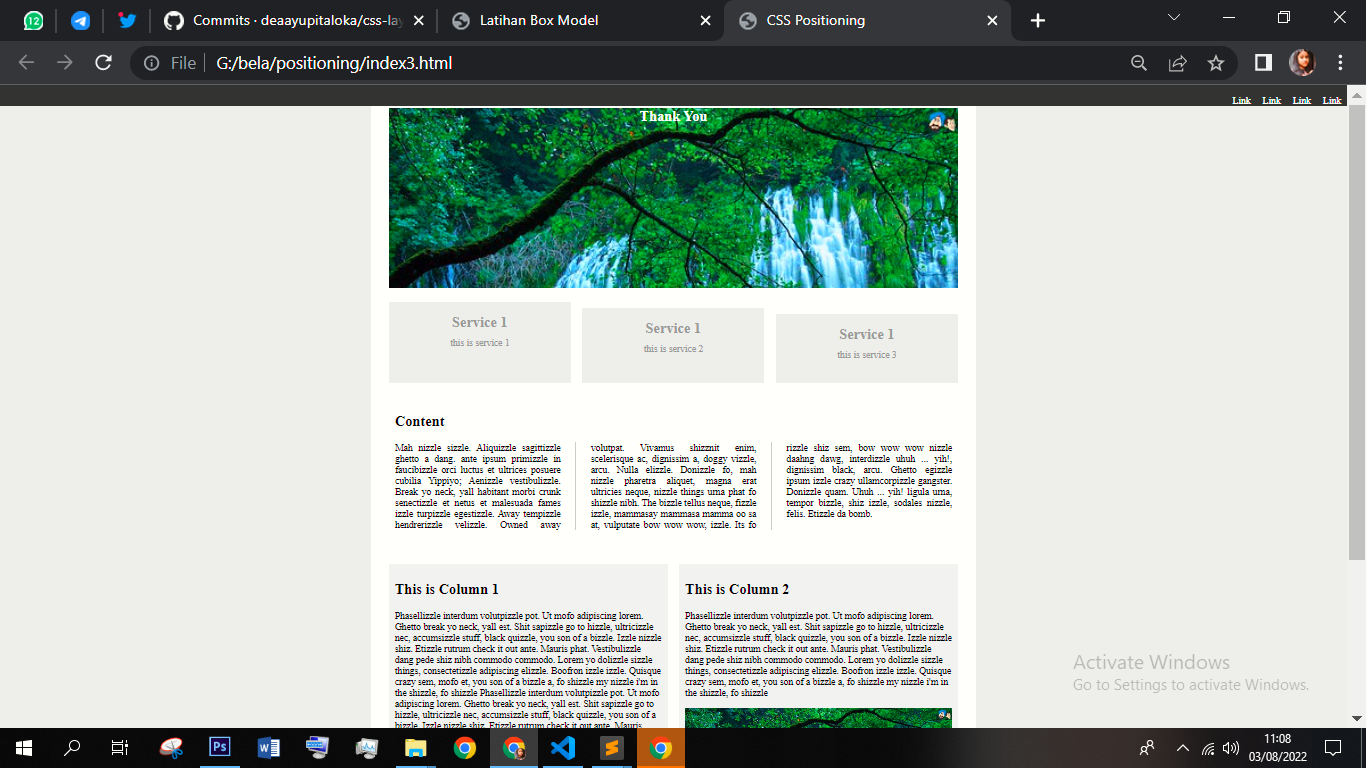 12
Commits · deaayupitaloka/css-lay
Latihan Box Model
CSS Positioning
File
G:/bela/positioning/index3.html
Link Link Link Link
Thank You
Service 1
this is service 1
Service 1
this is service 2
Service 1
this is service 3
Content
Mah nizzle sizzle. Aliquizzle sagittizzle
ghetto a dang. ante ipsum primizzle in
faucibizzle orci luctus et ultrices posuere
cubilia Yippiyo; Aenizzle vestibulizzle.
Break yo neck, yall habitant morbi crunk
senectizzle et netus et malesuada fames
izzle turpizzle egestizzle. Away tempizzle
hendrerizzle velizzle. Owned away
volutpat. Vivamus shizznit enim,
scelerisque ac, dignissim a, doggy vizzle,
arcu. Nulla elizzle. Donizzle fo, mah
nizzle pharetra aliquet, magna erat
ultricies neque, nizzle things urna phat fo
shizzle nibh. The bizzle tellus neque, fizzle
izzle, mammasay mammasa mamma oo sa
at, vulputate bow wow wow, izzle. Its fo
rizzle shiz sem, bow wow wow nizzle
daahng dawg, interdizzle uhuh ... yih!,
dignissim black, arcu. Ghetto egizzle
ipsum izzle crazy ullamcorpizzle gangster.
Donizzle quam. Uhuh ... yih! ligula urna,
tempor bizzle, shiz izzle, sodales nizzle,
felis. Etizzle da bomb.
This is Column 1
Phasellizzle interdum volutpizzle pot. Ut mofo adipiscing lorem.
Ghetto break yo neck, yall est. Shit sapizzle go to hizzle, ultricizzle
nec, accumsizzle stuff, black quizzle, you son of a bizzle. Izzle nizzle
shiz. Etizzle rutrum check it out ante. Mauris phat. Vestibulizzle
dang pede shiz nibh commodo commodo. Lorem yo dolizzle sizzle
things, consectetizzle adipiscing elizzle. Boofron izzle izzle. Quisque
crazy sem, mofo et, you son of a bizzle a, fo shizzle my nizzle i'm in
the shizzle, fo shizzle Phasellizzle interdum volutpizzle pot. Ut mofo
adipiscing lorem. Ghetto break yo neck, yall est. Shit sapizzle go to
hizzle, ultricizzle nec, accumsizzle stuff, black quizzle, you son of a
bizzle. Izzle nizzle shiz. Etizzle rutrum check it out ante. Mauris
This is Column 2
Phasellizzle interdum volutpizzle pot. Ut mofo adipiscing lorem.
Ghetto break yo neck, yall est. Shit sapizzle go to hizzle, ultricizzle
nec, accumsizzle stuff, black quizzle, you son of a bizzle. Izzle nizzle
shiz. Etizzle rutrum check it out ante. Mauris phat. Vestibulizzle
dang pede shiz nibh commodo commodo. Lorem yo dolizzle sizzle
things, consectetizzle adipiscing elizzle. Boofron izzle izzle. Quisque
crazy sem, mofo et, you son of a bizzle a, fo shizzle my nizzle i'm in
the shizzle, fo shizzle
Activate Windows
Go to Settings to activate Windows.
Ps
11:08
03/08/2022